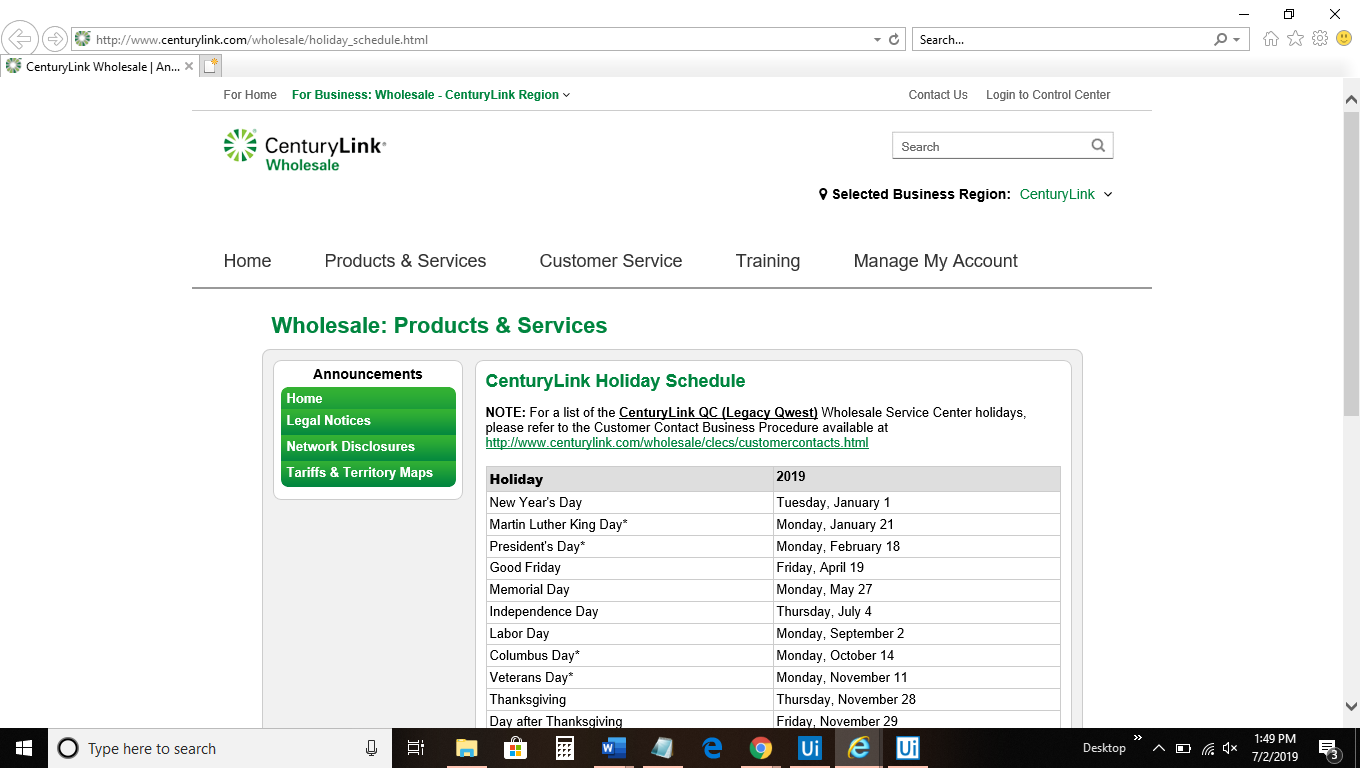 http://www.centurylink.com/wholesale/holiday_schedule.html
Search...
CenturyLink Wholesale | An...
For Home
For Business: Wholesale - CenturyLink Region
Contact Us
Login to Control Center
CenturyLink®
Wholesale
Search
Selected Business Region: CenturyLink
Home
Products & Services
Customer Service
Training
Manage My Account
Wholesale: Products & Services
Announcements
Home
Legal Notices
Network Disclosures
Tariffs & Territory Maps
CenturyLink Holiday Schedule
NOTE: For a list of the CenturyLink QC (Legacy Qwest) Wholesale Service Center holidays,
please refer to the Customer Contact Business Procedure available at
http://www.centurylink.com/wholesale/clecs/customercontacts.html
Holiday 2019
New Year's Day Tuesday, January 1
Martin Luther King Day* Monday, January 21
President's Day* Monday, February 18
Good Friday Friday, April 19
Memorial Day Monday, May 27
Independence Day Thursday, July 4
Labor Day Monday, September 2
Columbus Day* Monday, October 14
Veterans Day* Monday, November 11
Thanksgiving Thursday, November 28
Day after Thanksgiving Friday, November 29
Type here to search
W
Ui
Ui
Desktop
1:49 PM
7/2/2019
3